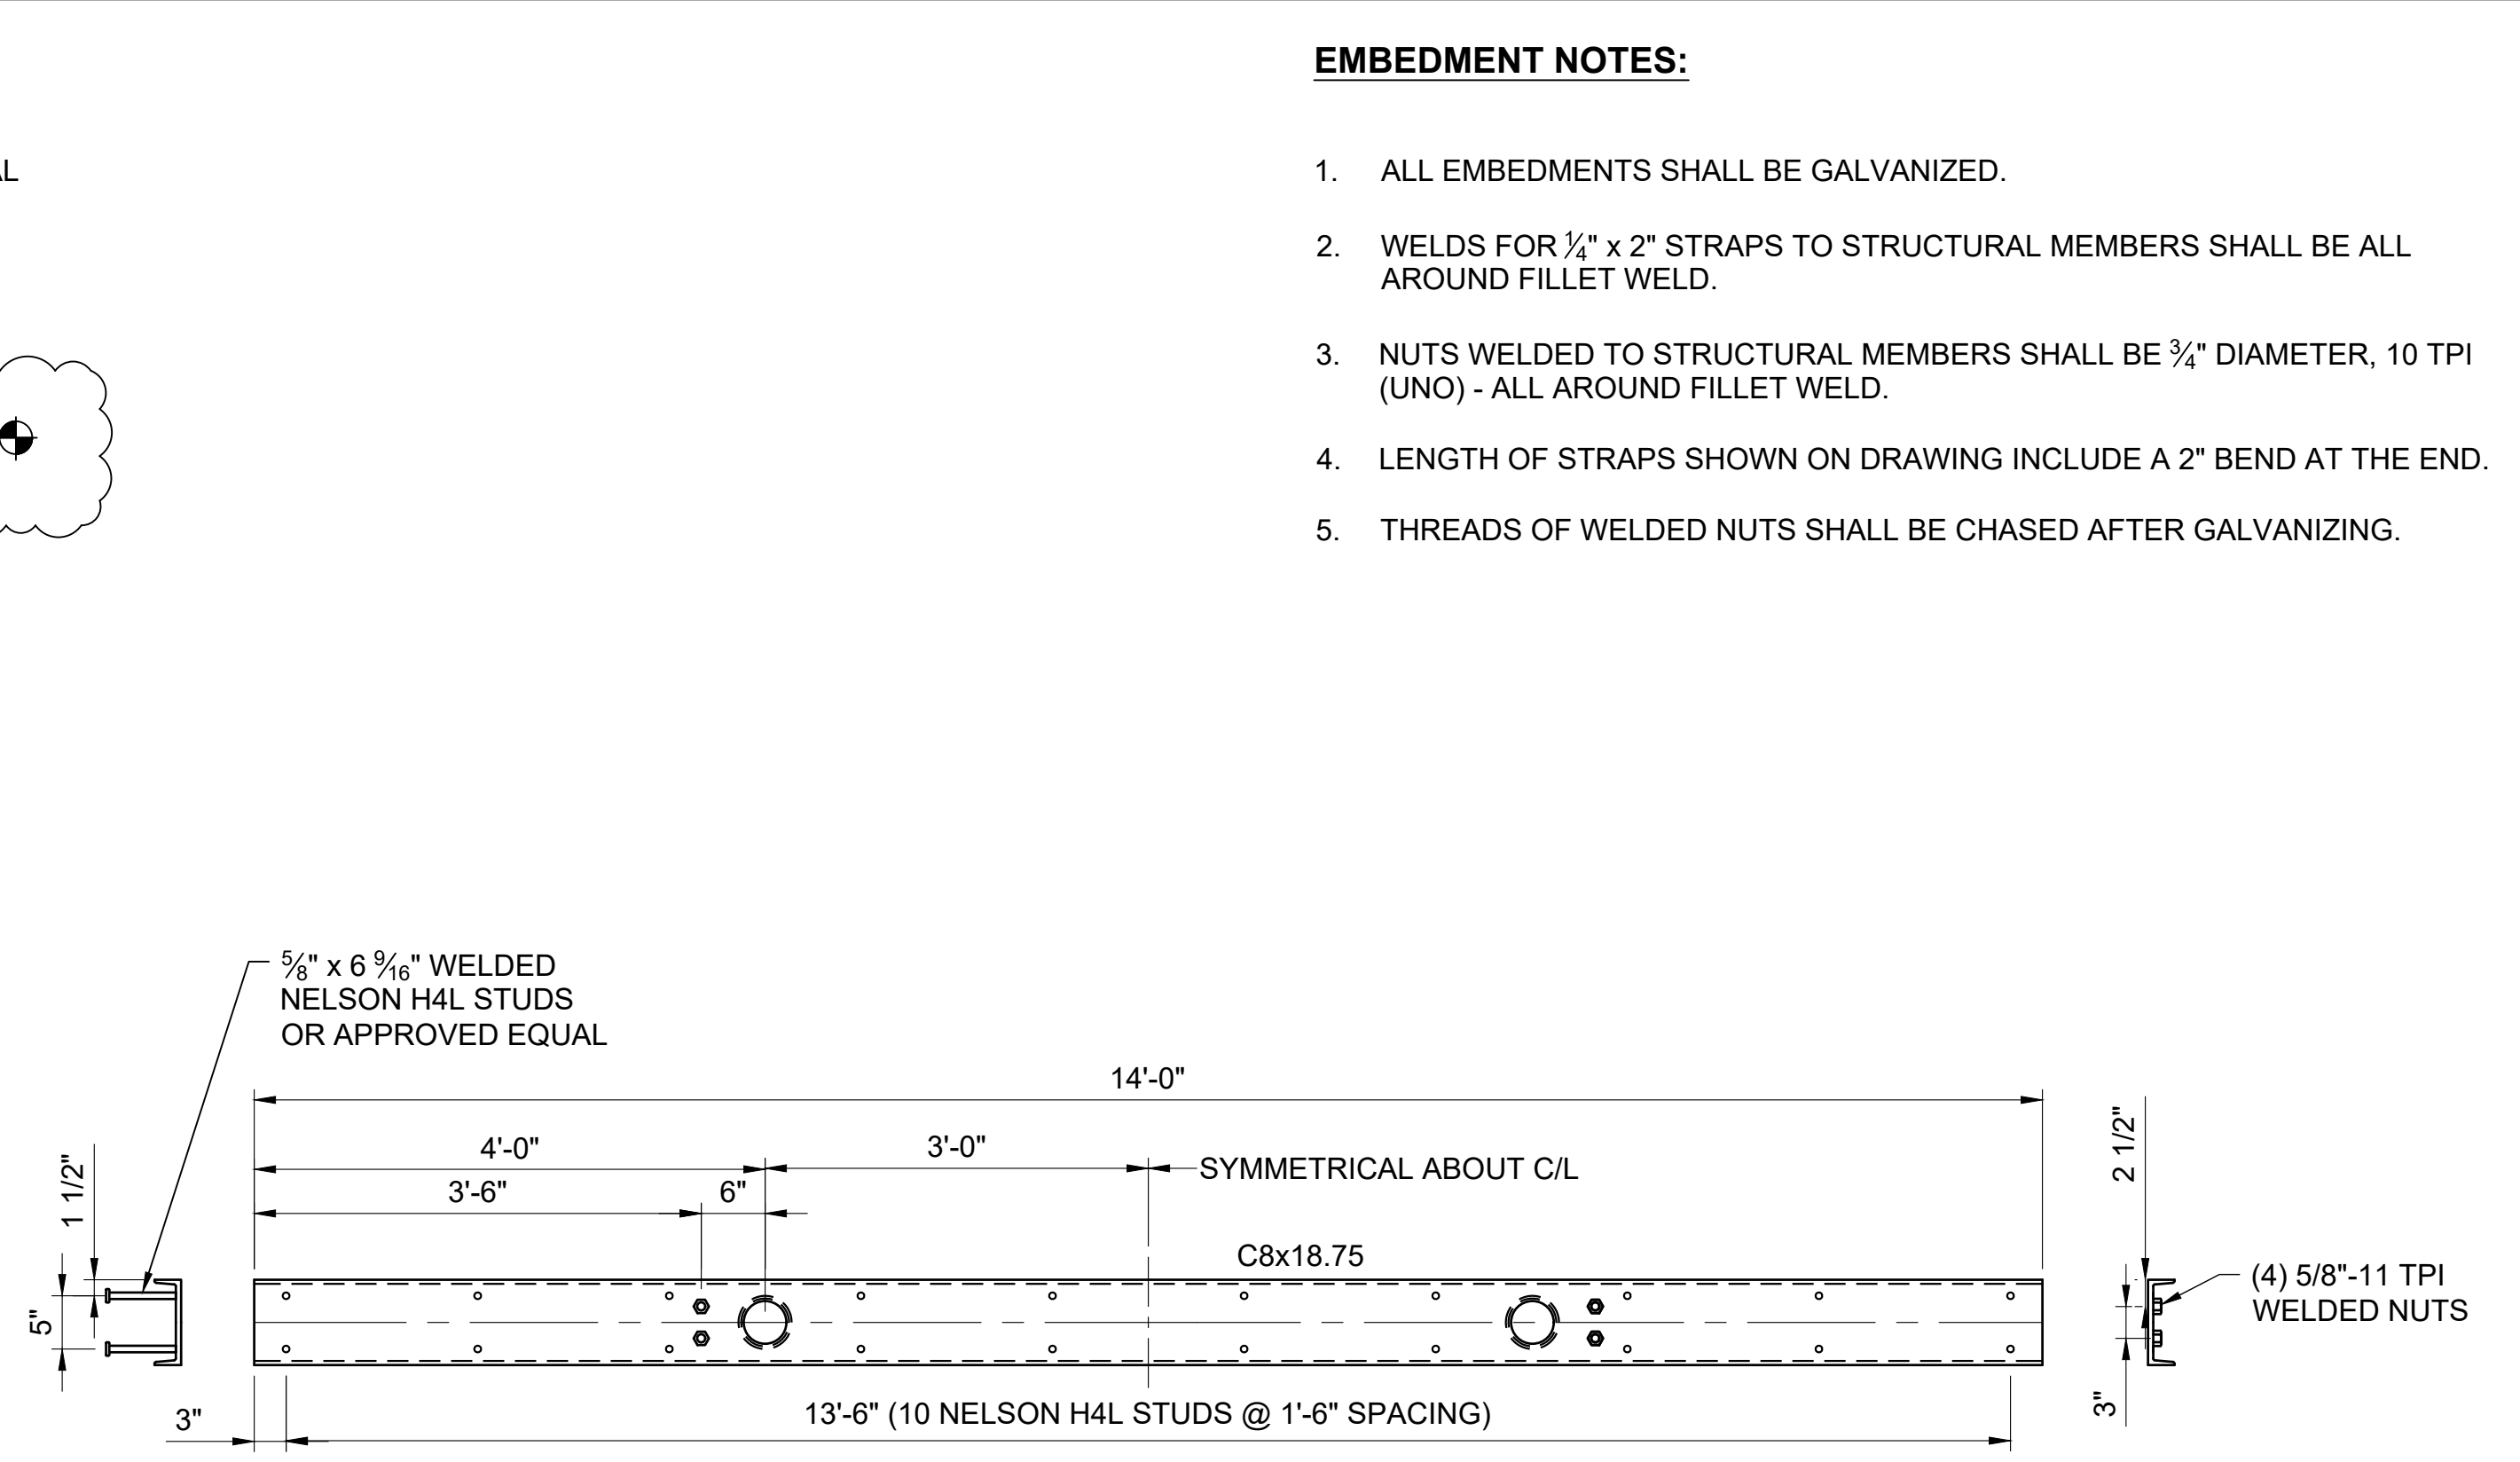 EMBEDMENT NOTES:
AL
1. ALL EMBEDMENTS SHALL BE GALVANIZED.
2. WELDS FOR 1⁄4" x 2" STRAPS TO STRUCTURAL MEMBERS SHALL BE ALL
AROUND FILLET WELD.
3. NUTS WELDED TO STRUCTURAL MEMBERS SHALL BE 3⁄4" DIAMETER, 10 TPI
(UNO) - ALL AROUND FILLET WELD.
4. LENGTH OF STRAPS SHOWN ON DRAWING INCLUDE A 2" BEND AT THE END.
5. THREADS OF WELDED NUTS SHALL BE CHASED AFTER GALVANIZING.
5⁄8" x 6 9⁄16" WELDED
NELSON H4L STUDS
OR APPROVED EQUAL
14'-0"
4'-0"
3'-0"
SYMMETRICAL ABOUT C/L
3'-6"
6"
1 1/2"
5"
C8x18.75
2 1/2"
3"
(4) 5/8"-11 TPI
WELDED NUTS
3"
13'-6" (10 NELSON H4L STUDS @ 1'-6" SPACING)